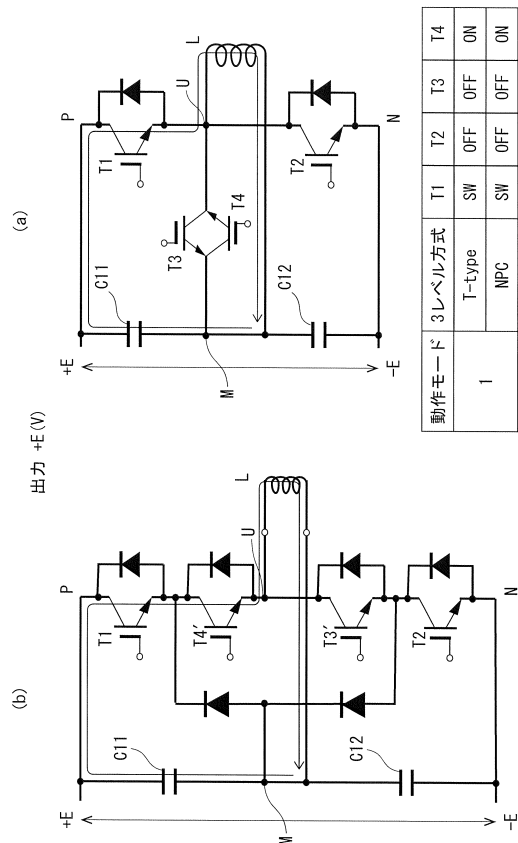 出力 +E(V)
(a)
P
T1
U
L
T2
N
T3
T4
C11
C12
+E
M
-E
動作モード 3レベル方式 T1 T2 T3 T4
1 T-type SW OFF OFF ON
NPC SW OFF OFF ON
(b)
P
T1
T4′
U
L
T3′
T2
N
C11
C12
+E
M
-E